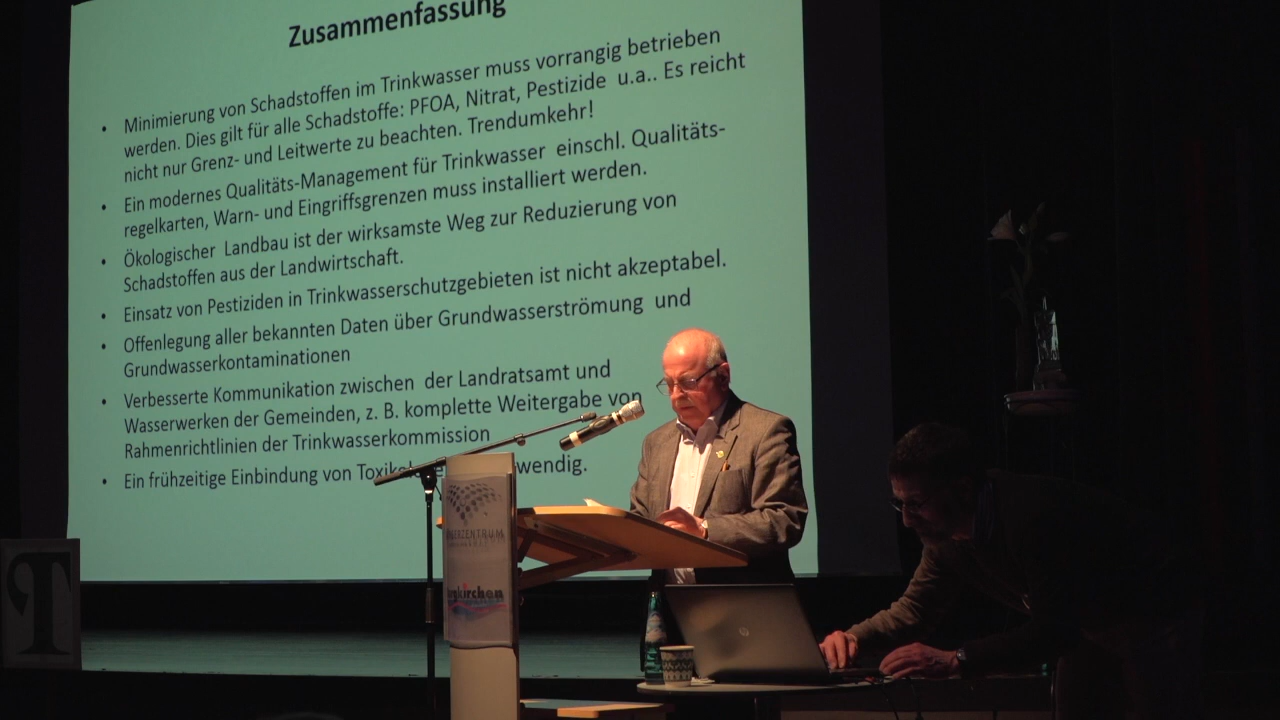 Zusammenfassung
• Minimierung von Schadstoffen im Trinkwasser muss vorrangig betrieben
werden. Dies gilt für alle Schadstoffe: PFOA, Nitrat, Pestizide u.a.. Es reicht
nicht nur Grenz- und Leitwerte zu beachten. Trendumkehr!
• Ein modernes Qualitäts-Management für Trinkwasser einschl. Qualitäts-
regelkarten, Warn- und Eingriffsgrenzen muss installiert werden.
• Ökologischer Landbau ist der wirksamste Weg zur Reduzierung von
Schadstoffen aus der Landwirtschaft.
• Einsatz von Pestiziden in Trinkwasserschutzgebieten ist nicht akzeptabel.
• Offenlegung aller bekannten Daten über Grundwasserströmung und
Grundwasserkontaminationen
• Verbesserte Kommunikation zwischen der Landratsamt und
Wasserwerken der Gemeinden, z. B. komplette Weitergabe von
Rahmenrichtlinien der Trinkwasserkommission
• Ein frühzeitige Einbindung von wendig.
kirchen
T
hp